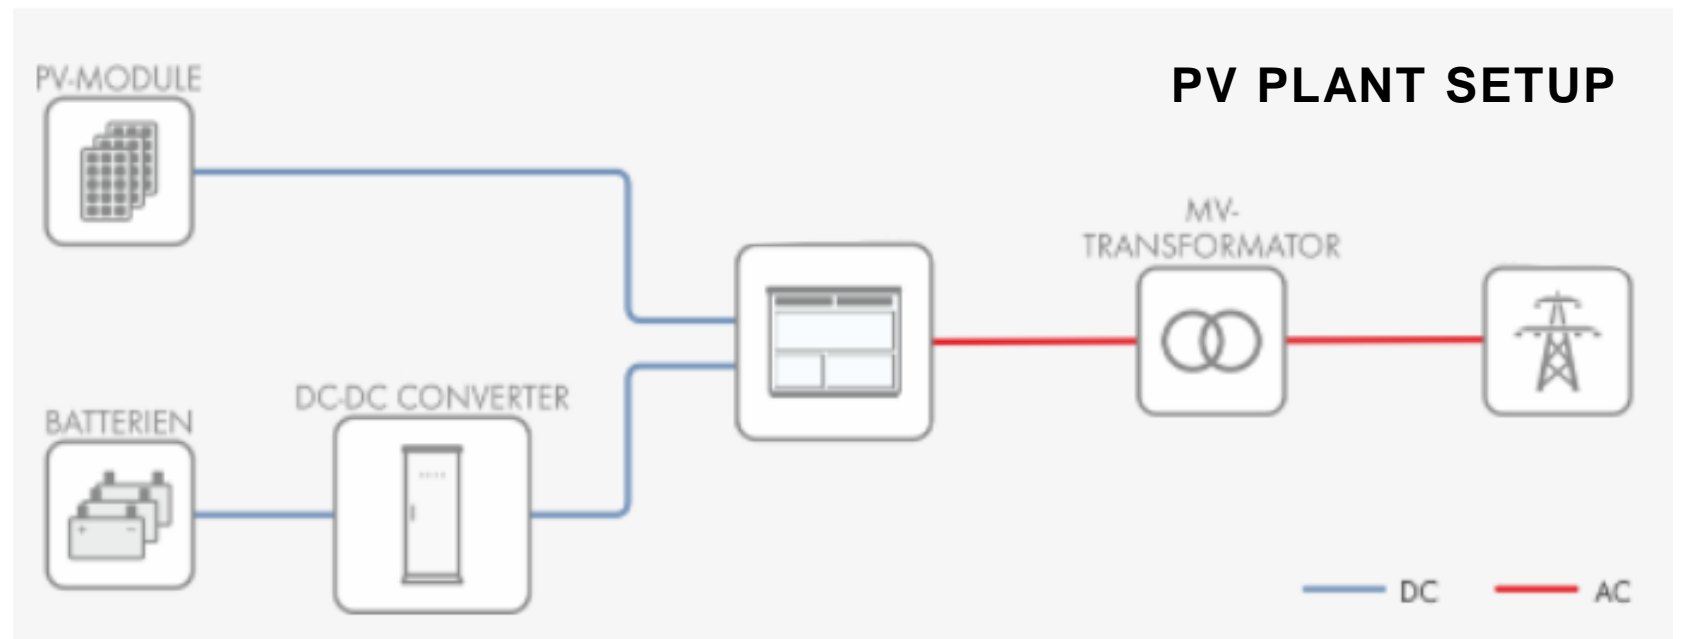 PV PLANT SETUP
PV-MODULE
MV-
TRANSFORMATOR
DC-DC CONVERTER
BATTERIEN
DC
AC